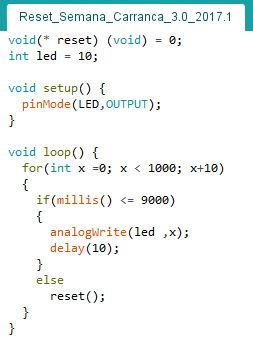 Reset_Semana_Carranca_3.0_2017.1
void(* reset) (void) = 0;
int led = 10;
void setup() {
pinMode(LED,OUTPUT);
}
void loop() {
for(int x =0; x < 1000; x+10)
{
if(millis() <= 9000)
{
analogWrite(led ,x);
delay(10);
}
else
reset();
}
}